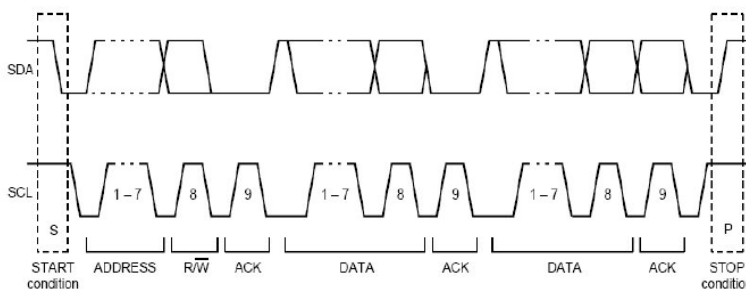 SDA
SCL
1 – 7 8 9 1 – 7 8 9 1 – 7 8 9
S P
START ADDRESS R/W̅ ACK DATA ACK DATA ACK STOP
condition condition